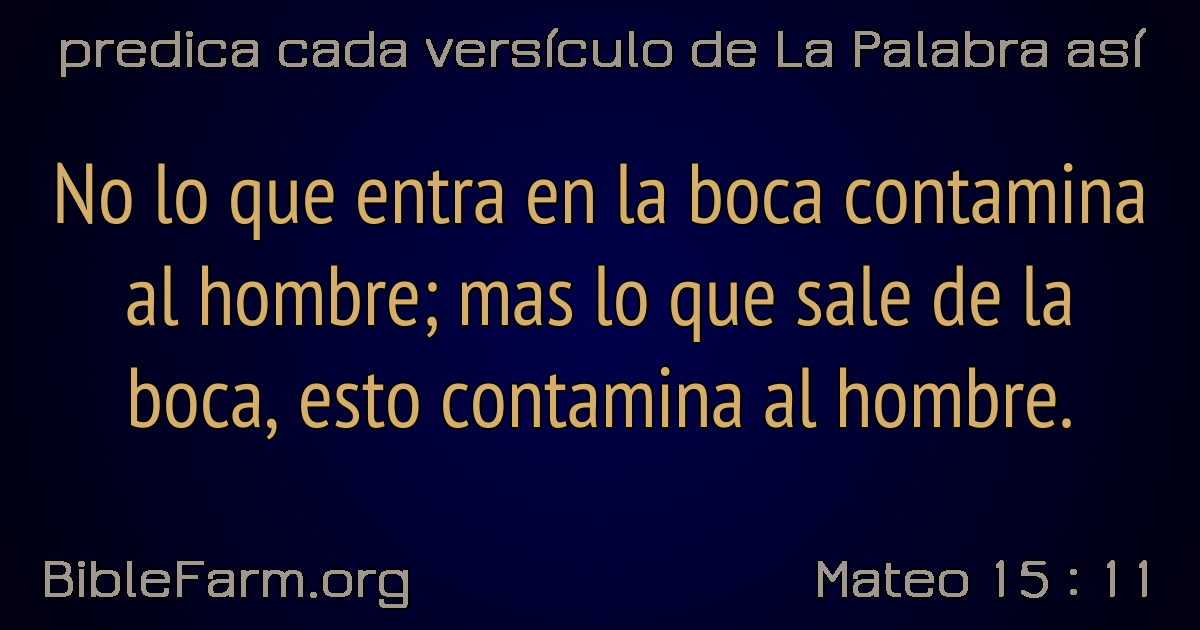 predica cada versículo de La Palabra así
No lo que entra en la boca contamina
al hombre; mas lo que sale de la
boca, esto contamina al hombre.
BibleFarm.org
Mateo 15 : 11